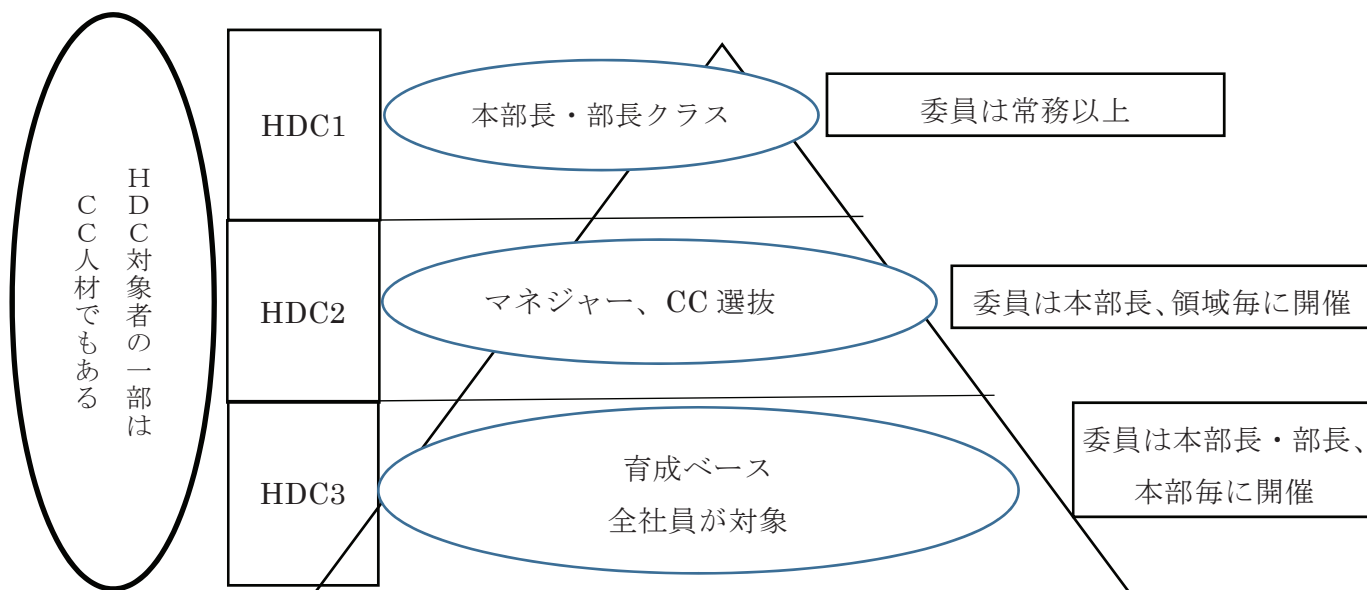 HDC対象者の一部は
CC人材でもある
HDC1
本部長・部長クラス
委員は常務以上
HDC2
マネジャー、CC 選抜
委員は本部長、領域毎に開催
HDC3
育成ベース
全社員が対象
委員は本部長・部長、
本部毎に開催